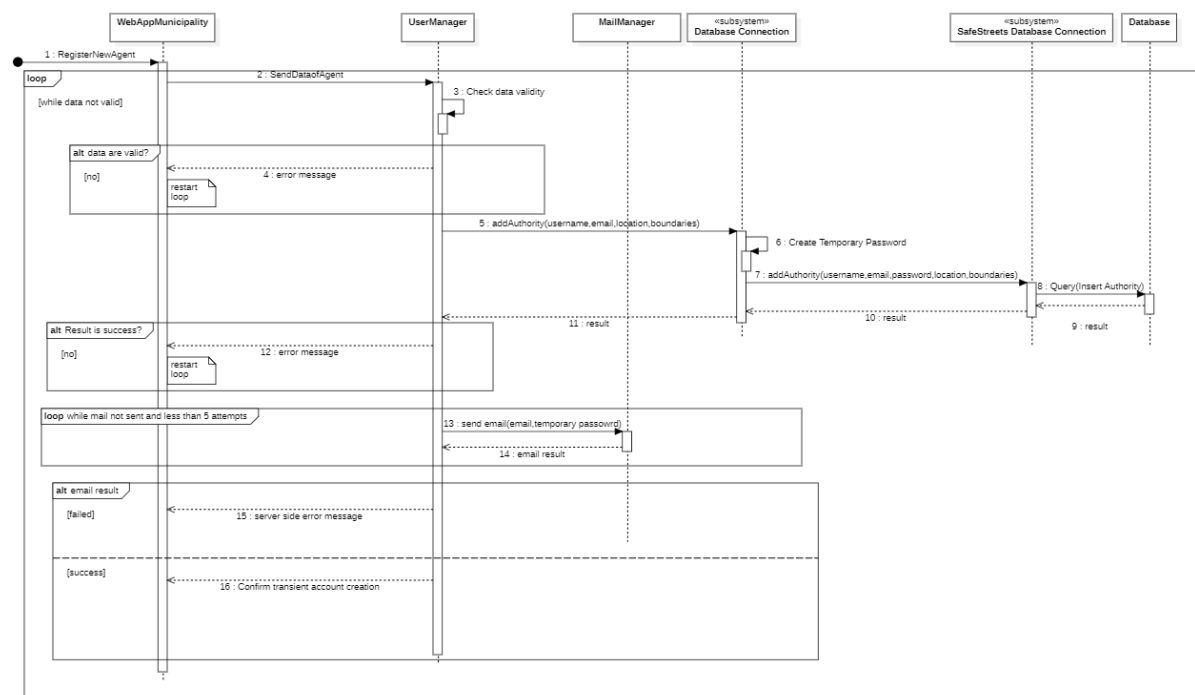 WebAppMunicipality
UserManager
MailManager
«subsystem»
Database Connection
«subsystem»
SafeStreets Database Connection
Database
1 : RegisterNewAgent
loop
2 : SendDataofAgent
[while data not valid]
3 : Check data validity
alt data are valid?
[no]
4 : error message
restart
loop
5 : addAuthority(username,email,location,boundaries)
6 : Create Temporary Password
7 : addAuthority(username,email,password,location,boundaries)
8 : Query(Insert Authority)
9 : result
10 : result
11 : result
alt Result is success?
[no]
12 : error message
restart
loop
loop while mail not sent and less than 5 attempts
13 : send email(email,temporary passowrd)
14 : email result
alt email result
[failed]
15 : server side error message
[success]
16 : Confirm transient account creation